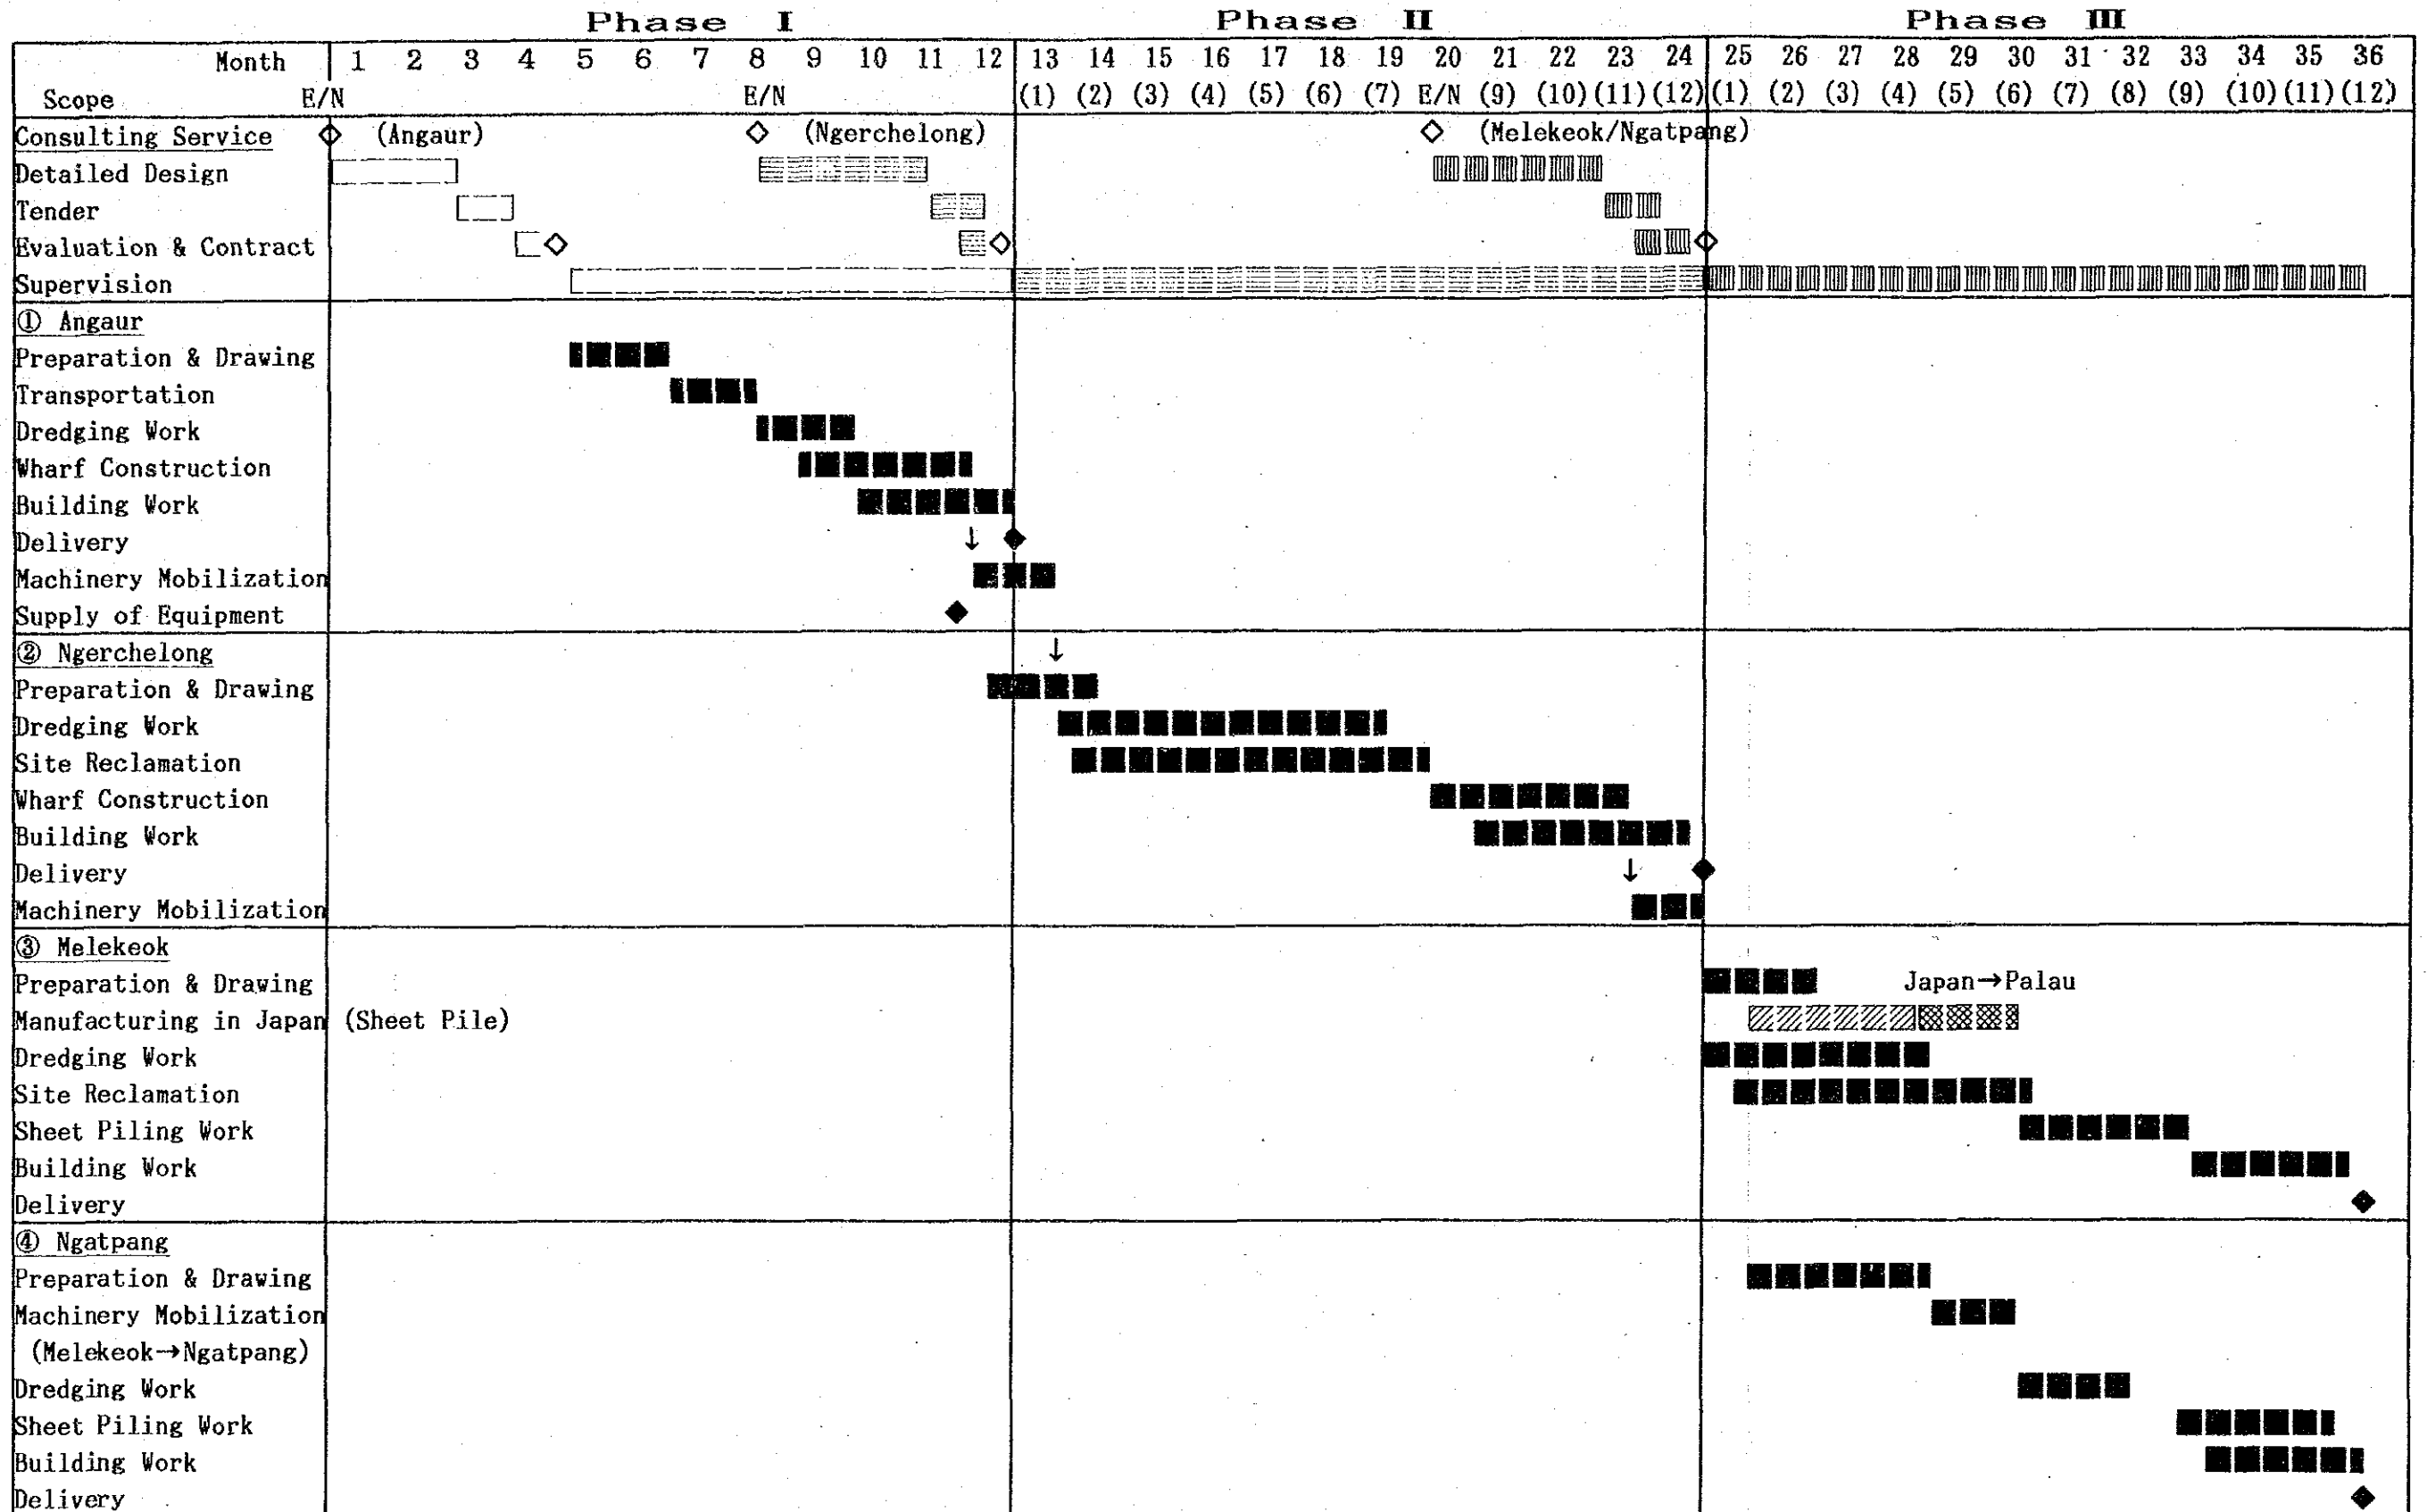 Phase I Phase II Phase III
Month 1 2 3 4 5 6 7 8 9 10 11 12 13 14 15 16 17 18 19 20 21 22 23 24 25 26 27 28 29 30 31 32 33 34 35 36
Scope E/N E/N (1) (2) (3) (4) (5) (6) (7) E/N (9) (10) (11) (12) (1) (2) (3) (4) (5) (6) (7) (8) (9) (10) (11) (12)
Consulting Service (Angaur) (Ngerchelong) (Melekeok/Ngatpang)
Detailed Design
Tender
Evaluation & Contract
Supervision
① Angaur
Preparation & Drawing
Transportation
Dredging Work
Wharf Construction
Building Work
Delivery ↓
Machinery Mobilization
Supply of Equipment
② Ngerchelong ↓
Preparation & Drawing
Dredging Work
Site Reclamation
Wharf Construction
Building Work
Delivery ↓
Machinery Mobilization
③ Melekeok
Preparation & Drawing Japan→Palau
Manufacturing in Japan (Sheet Pile)
Dredging Work
Site Reclamation
Sheet Piling Work
Building Work
Delivery
④ Ngatpang
Preparation & Drawing
Machinery Mobilization
(Melekeok→Ngatpang)
Dredging Work
Sheet Piling Work
Building Work
Delivery